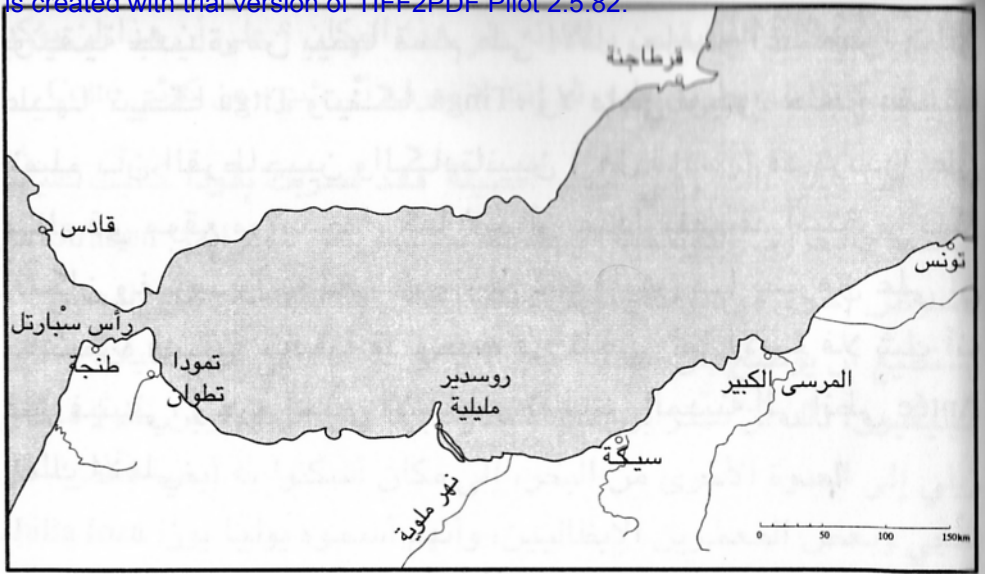 is created with trial version of TIFF2PDF Pilot 2.5.82.
قرطاجنة
قادس
تونس
رأس سبارتل
طنجة
تمودا
تطوان
روسدير
مليلية
المرسى الكبير
سيكة
نهر ملوية
0 50 100 150km